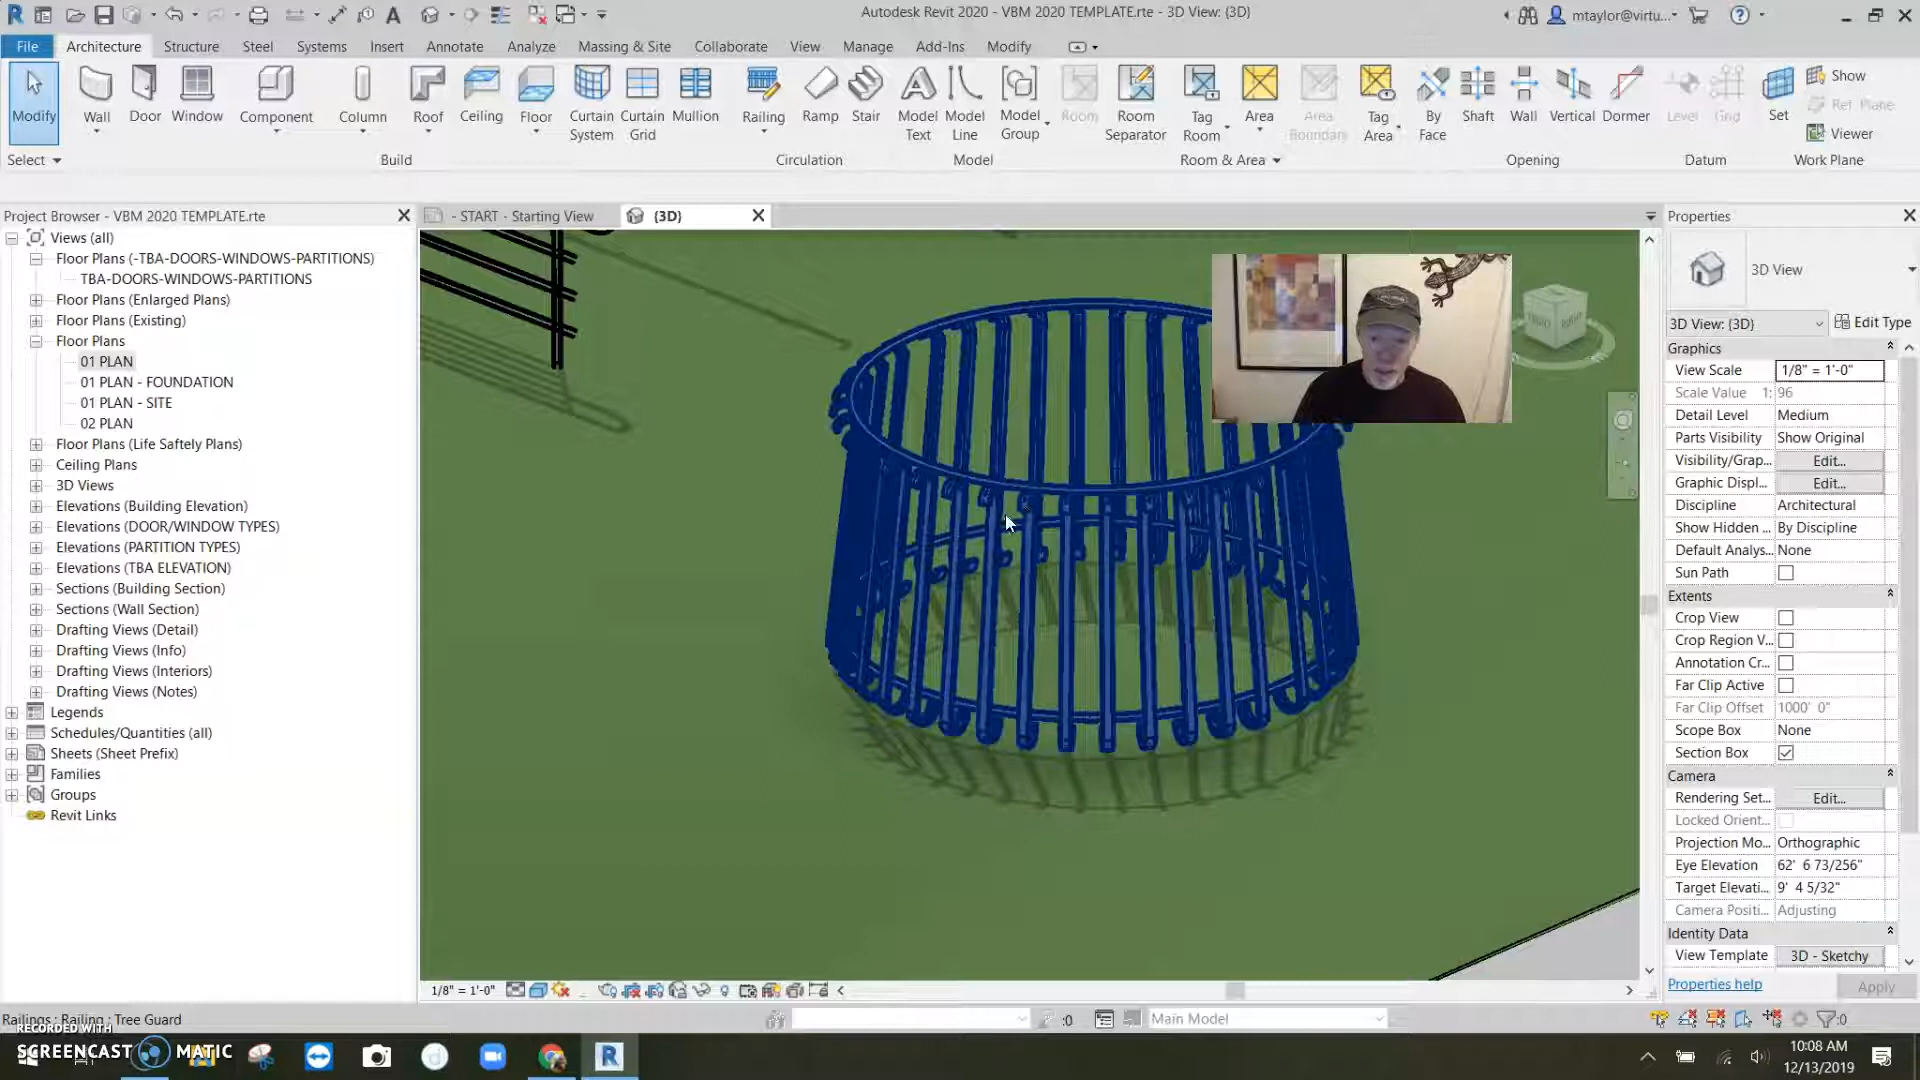 Autodesk Revit 2020 - VBM 2020 TEMPLATE.rte - 3D View: {3D}
mtaylor@virtu...
File Architecture Structure Steel Systems Insert Annotate Analyze Massing & Site Collaborate View Manage Add-Ins Modify
Modify Wall Door Window Component Column Roof Ceiling Floor Curtain System Curtain Grid Mullion Railing Ramp Stair Model Text Model Line Model Group Room Room Separator Tag Room Area Area Boundary Tag Area By Face Shaft Wall Vertical Dormer Level Grid Set
Show
Ref Plane
Viewer
Select Build Circulation Model Room & Area Opening Datum Work Plane
Project Browser - VBM 2020 TEMPLATE.rte
- START - Starting View
{3D}
Properties
Views (all)
Floor Plans (-TBA-DOORS-WINDOWS-PARTITIONS)
TBA-DOORS-WINDOWS-PARTITIONS
Floor Plans (Enlarged Plans)
Floor Plans (Existing)
Floor Plans
01 PLAN
01 PLAN - FOUNDATION
01 PLAN - SITE
02 PLAN
Floor Plans (Life Saftely Plans)
Ceiling Plans
3D Views
Elevations (Building Elevation)
Elevations (DOOR/WINDOW TYPES)
Elevations (PARTITION TYPES)
Elevations (TBA ELEVATION)
Sections (Building Section)
Sections (Wall Section)
Drafting Views (Detail)
Drafting Views (Info)
Drafting Views (Interiors)
Drafting Views (Notes)
Legends
Schedules/Quantities (all)
Sheets (Sheet Prefix)
Families
Groups
Revit Links
3D View
3D View: {3D} Edit Type
Graphics
View Scale 1/8" = 1'-0"
Scale Value 1: 96
Detail Level Medium
Parts Visibility Show Original
Visibility/Grap... Edit...
Graphic Displ... Edit...
Discipline Architectural
Show Hidden ... By Discipline
Default Analys... None
Sun Path
Extents
Crop View
Crop Region V...
Annotation Cr...
Far Clip Active
Far Clip Offset 1000' 0"
Scope Box None
Section Box
Camera
Rendering Set... Edit...
Locked Orient...
Projection Mo... Orthographic
Eye Elevation 62' 6 73/256"
Target Elevati... 9' 4 5/32"
Camera Positi... Adjusting
Identity Data
View Template 3D - Sketchy
Properties help Apply
1/8" = 1'-0"
Railings : Railing : Tree Guard
:0
Main Model
:0
RECORDED WITH
SCREENCAST MATIC
10:08 AM
12/13/2019